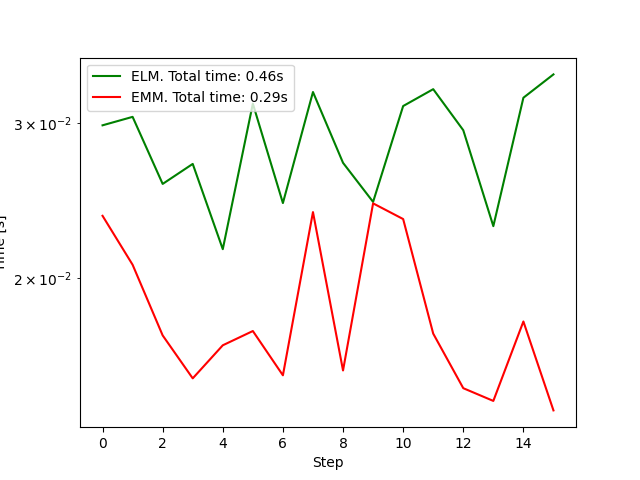 ELM. Total time: 0.46s
EMM. Total time: 0.29s
3 × 10⁻²
2 × 10⁻²
[s]
0 2 4 6 8 10 12 14
Step